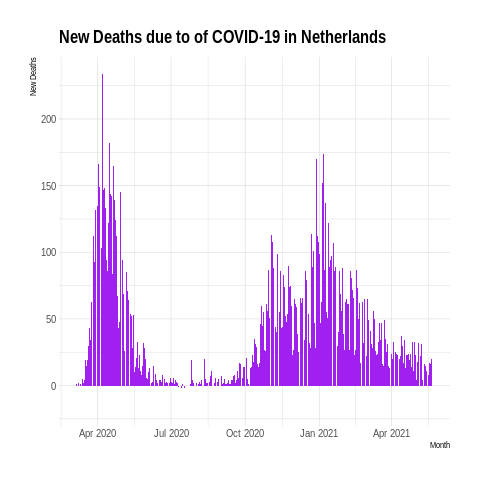 New Deaths due to of COVID-19 in Netherlands
New Deaths
200
150
100
50
0
Apr 2020 Jul 2020 Oct 2020 Jan 2021 Apr 2021
Month